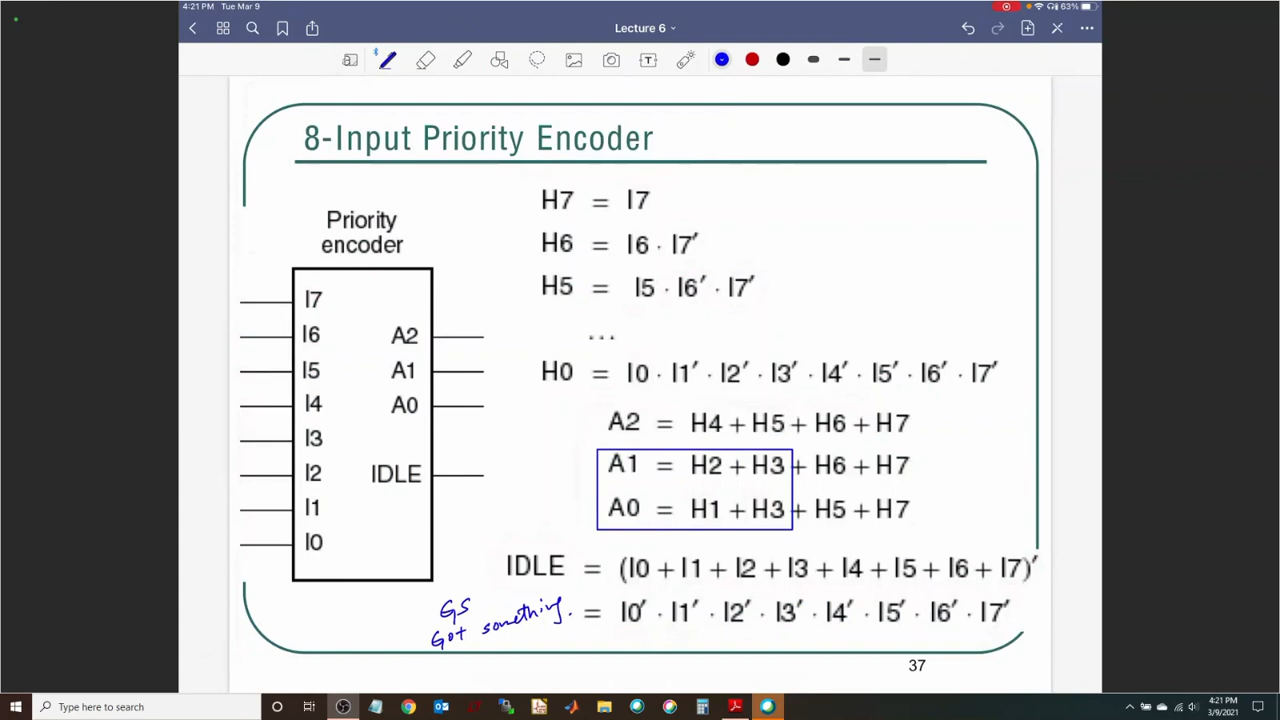 4:21 PM Tue Mar 9
63%
Lecture 6
T
8-Input Priority Encoder
Priority
encoder
I7
I6
I5
I4
I3
I2
I1
I0
A2
A1
A0
IDLE
H7 = I7
H6 = I6 · I7′
H5 = I5 · I6′ · I7′
...
H0 = I0 · I1′ · I2′ · I3′ · I4′ · I5′ · I6′ · I7′
A2 = H4 + H5 + H6 + H7
A1 = H2 + H3 + H6 + H7
A0 = H1 + H3 + H5 + H7
IDLE = (I0 + I1 + I2 + I3 + I4 + I5 + I6 + I7)′
= I0′ · I1′ · I2′ · I3′ · I4′ · I5′ · I6′ · I7′
GS
Got something.
37
Type here to search
4:21 PM
3/9/2021